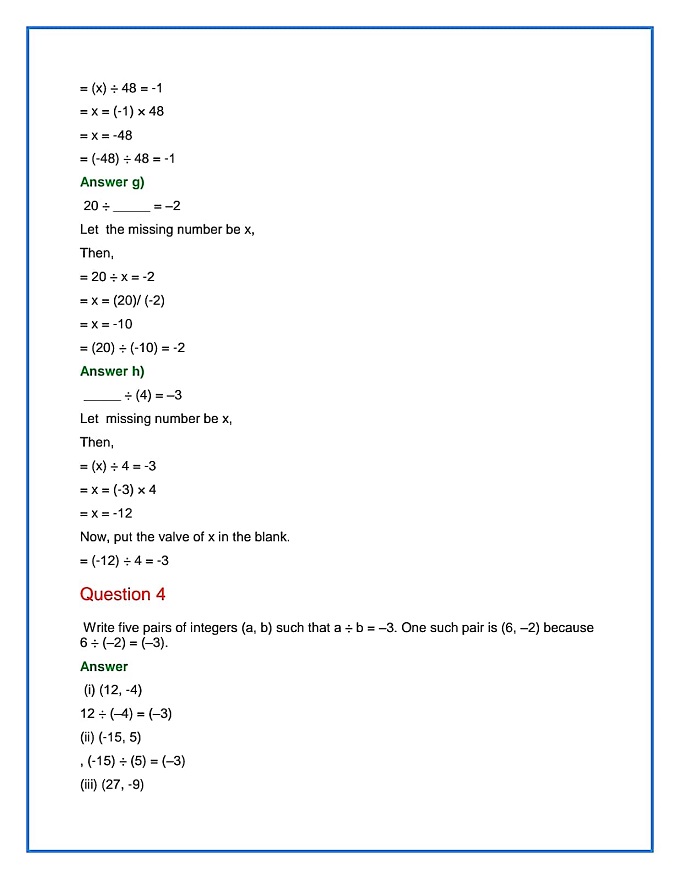 = (x) ÷ 48 = -1
= x = (-1) × 48
= x = -48
= (-48) ÷ 48 = -1
Answer g)
20 ÷ _____ = –2
Let  the missing number be x,
Then,
= 20 ÷ x = -2
= x = (20)/ (-2)
= x = -10
= (20) ÷ (-10) = -2
Answer h)
_____ ÷ (4) = –3
Let  missing number be x,
Then,
= (x) ÷ 4 = -3
= x = (-3) × 4
= x = -12
Now, put the valve of x in the blank.
= (-12) ÷ 4 = -3
Question 4
Write five pairs of integers (a, b) such that a ÷ b = –3. One such pair is (6, –2) because
6 ÷ (–2) = (–3).
Answer
(i) (12, -4)
12 ÷ (–4) = (–3)
(ii) (-15, 5)
, (-15) ÷ (5) = (–3)
(iii) (27, -9)